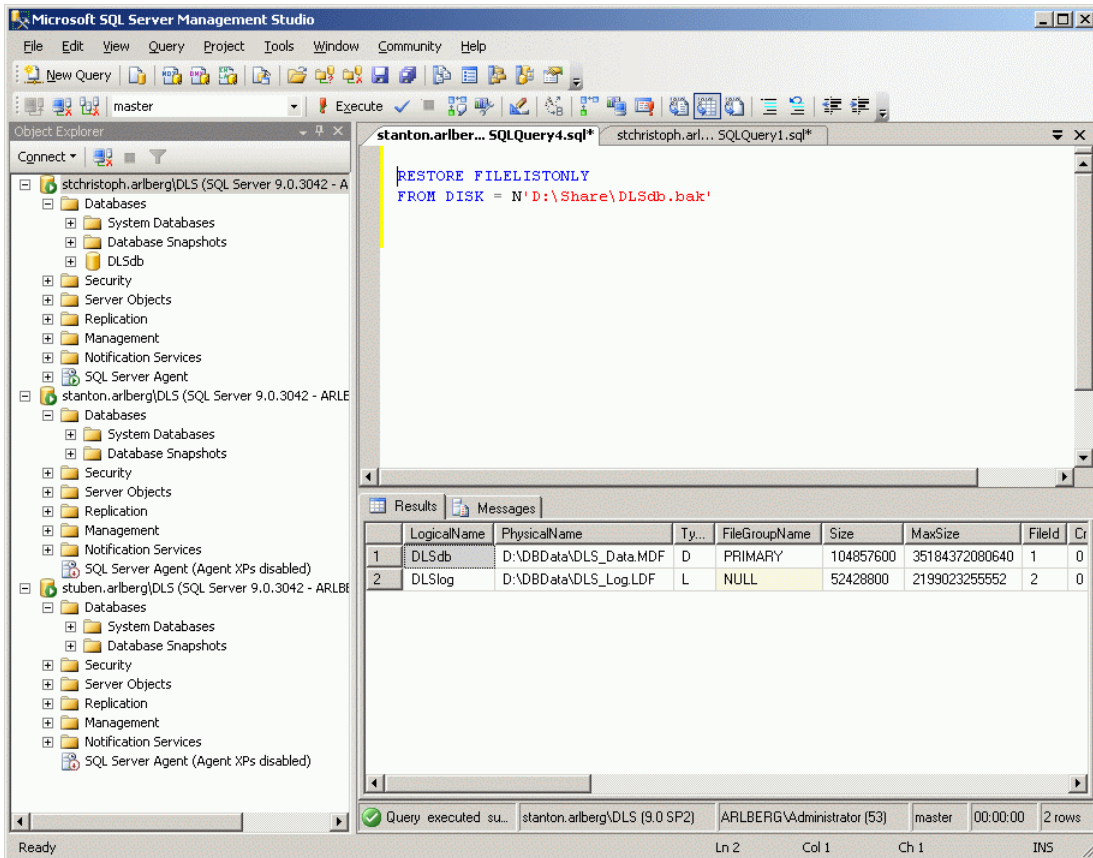 Microsoft SQL Server Management Studio
File Edit View Query Project Tools Window Community Help
New Query
master Execute
Object Explorer
Connect
stchristoph.arlberg\DLS (SQL Server 9.0.3042 - A
Databases
System Databases
Database Snapshots
DLSdb
Security
Server Objects
Replication
Management
Notification Services
SQL Server Agent
stanton.arlberg\DLS (SQL Server 9.0.3042 - ARLE
Databases
System Databases
Database Snapshots
Security
Server Objects
Replication
Management
Notification Services
SQL Server Agent (Agent XPs disabled)
stuben.arlberg\DLS (SQL Server 9.0.3042 - ARLBE
Databases
System Databases
Database Snapshots
Security
Server Objects
Replication
Management
Notification Services
SQL Server Agent (Agent XPs disabled)
stanton.arlber... SQLQuery4.sql* stchristoph.arl... SQLQuery1.sql*
RESTORE FILELISTONLY
FROM DISK = N'D:\Share\DLSdb.bak'
Results Messages
LogicalName PhysicalName Ty... FileGroupName Size MaxSize FileId Cr
1 DLSdb D:\DBData\DLS_Data.MDF D PRIMARY 104857600 35184372080640 1 0
2 DLSlog D:\DBData\DLS_Log.LDF L NULL 52428800 2199023255552 2 0
Query executed su... stanton.arlberg\DLS (9.0 SP2) ARLBERG\Administrator (53) master 00:00:00 2 rows
Ready Ln 2 Col 1 Ch 1 INS